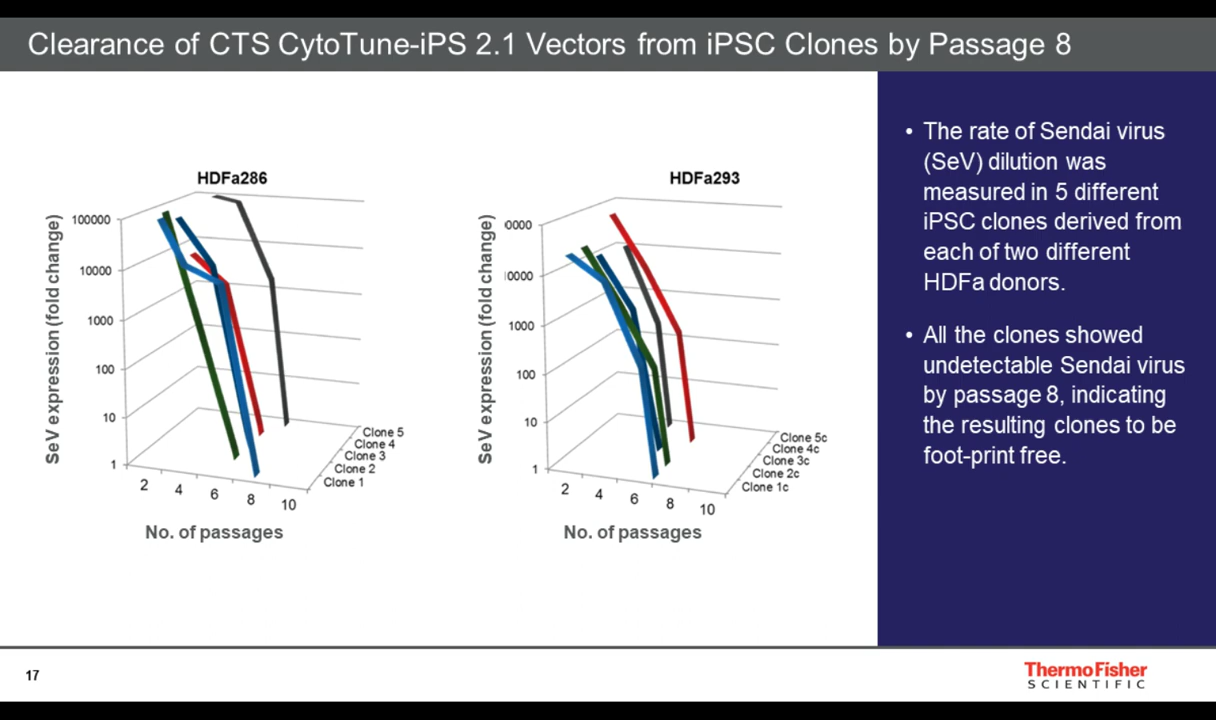 Clearance of CTS CytoTune-iPS 2.1 Vectors from iPSC Clones by Passage 8
HDFa286
SeV expression (fold change)
100000
10000
1000
100
10
1
2
4
6
8
10
Clone 5
Clone 4
Clone 3
Clone 2
Clone 1
No. of passages
HDFa293
SeV expression (fold change)
0000
0000
1000
100
10
1
2
4
6
8
10
Clone 5c
Clone 4c
Clone 3c
Clone 2c
Clone 1c
No. of passages
• The rate of Sendai virus
(SeV) dilution was
measured in 5 different
iPSC clones derived from
each of two different
HDFa donors.
• All the clones showed
undetectable Sendai virus
by passage 8, indicating
the resulting clones to be
foot-print free.
17
ThermoFisher
SCIENTIFIC